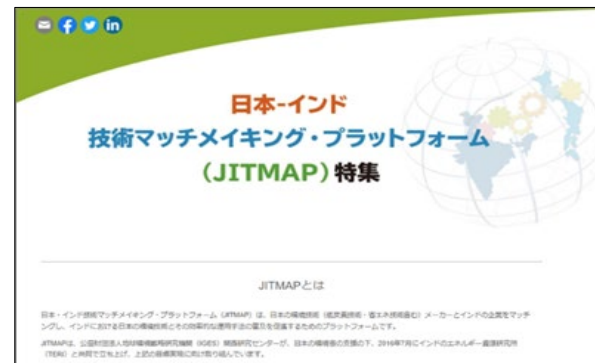 日本-インド
技術マッチメイキング・プラットフォーム
（JITMAP）特集
JITMAPとは
日本・インド技術マッチメイキング・プラットフォーム（JITMAP）は、日本の環境技術（低炭素技術・省エネ技術含む）メーカーとインドの企業をマッチ
ングし、インドにおける日本の環境技術とその効率的な運用手法の普及を促進するためのプラットフォームです。
JITMAPは、公益財団法人地球環境戦略研究機関（IGES）関西研究センターが、日本の環境省の支援の下、2016年7月にインドのエネルギー資源研究所
（TERI）と共同で立ち上げ、上記の目標実現に向け取り組んでいます。